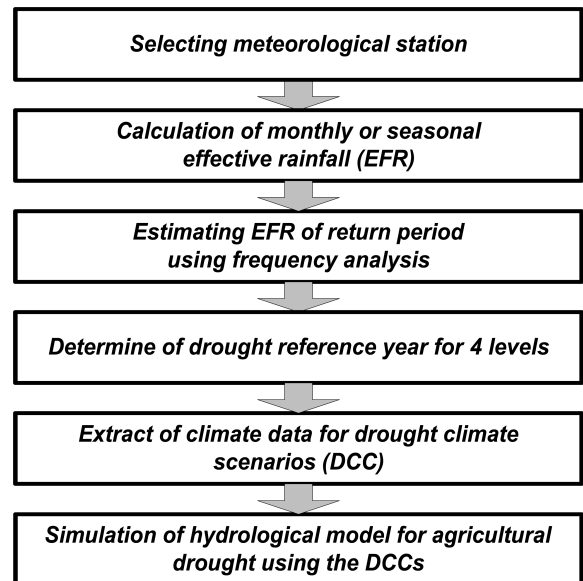 Selecting meteorological station
Calculation of monthly or seasonal
effective rainfall (EFR)
Estimating EFR of return period
using frequency analysis
Determine of drought reference year for 4 levels
Extract of climate data for drought climate
scenarios (DCC)
Simulation of hydrological model for agricultural
drought using the DCCs